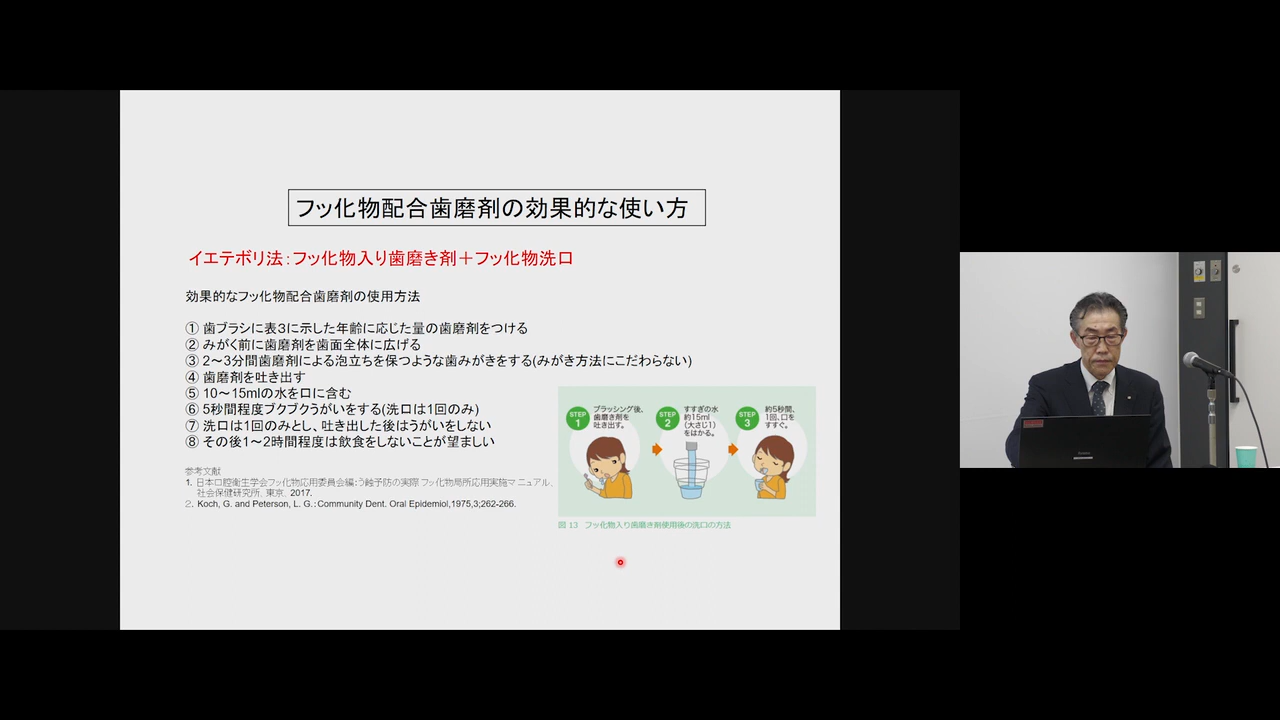 フッ化物配合歯磨剤の効果的な使い方
イエテボリ法：フッ化物入り歯磨き剤＋フッ化物洗口
効果的なフッ化物配合歯磨剤の使用方法
① 歯ブラシに表3に示した年齢に応じた量の歯磨剤をつける
② みがく前に歯磨剤を歯面全体に広げる
③ 2～3分間歯磨剤による泡立ちを保つような歯みがきをする(みがき方法にこだわらない)
④ 歯磨剤を吐き出す
⑤ 10～15mlの水を口に含む
⑥ 5秒間程度ブクブクうがいをする(洗口は1回のみ)
⑦ 洗口は1回のみとし、吐き出した後はうがいをしない
⑧ その後1～2時間程度は飲食をしないことが望ましい
参考文献
1. 日本口腔衛生学会フッ化物応用委員会編：う蝕予防の実際 フッ化物局所応用実施マニュアル、
社会保健研究所，東京，2017.
2. Koch, G. and Peterson, L. G.：Community Dent. Oral Epidemiol,1975,3;262-266.
STEP
1
ブラッシング後、
歯磨き剤を
吐き出す。
STEP
2
すすぎの水
約15ml
(大さじ1)
をはかる。
STEP
3
約5秒間、
1回、口を
すすぐ。
図 13 フッ化物入り歯磨き剤使用後の洗口の方法